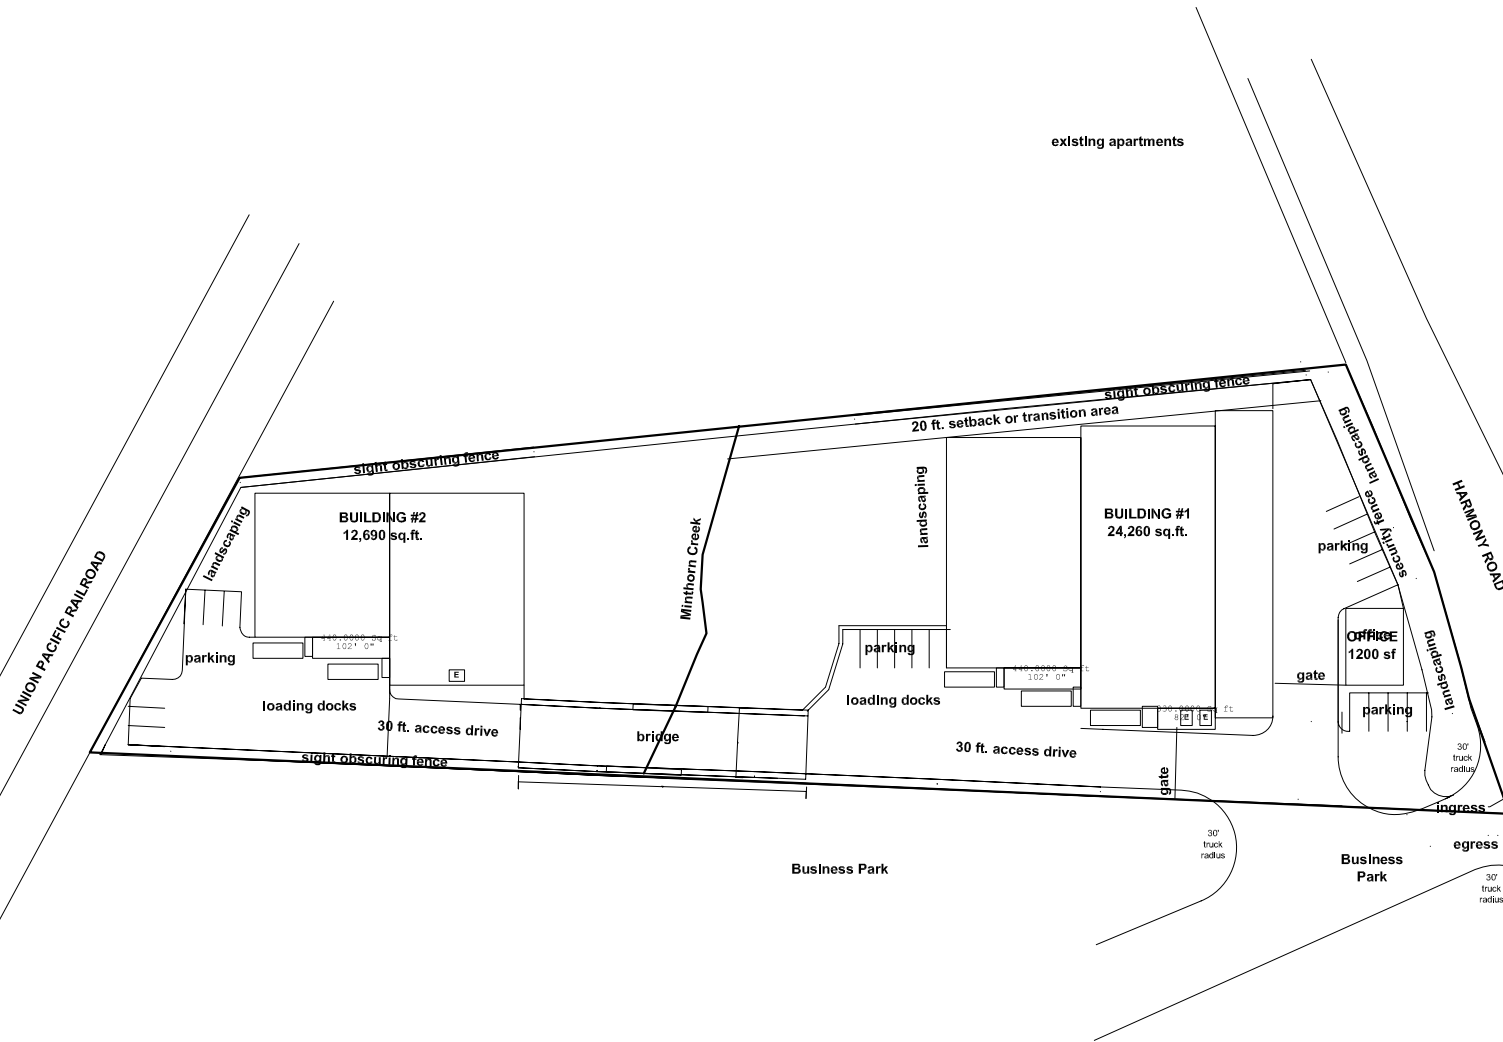 existing apartments
sight obscuring fence
20 ft. setback or transition area
landscaping
sight obscuring fence
HARMONY ROAD
security fence
landscaping
BUILDING #2
12,690 sq.ft.
BUILDING #1
24,260 sq.ft.
landscaping
Minthorn Creek
parking
UNION PACIFIC RAILROAD
OFFICE
1200 sf
102' 0"
parking
parking
102' 0"
gate
landscaping
E
loading docks
loading docks
parking
E
E
30 ft. access drive
bridge
30 ft. access drive
30'
truck
radius
sight obscuring fence
gate
ingress
30'
truck
radius
egress
Business Park
Business
Park
30'
truck
radius